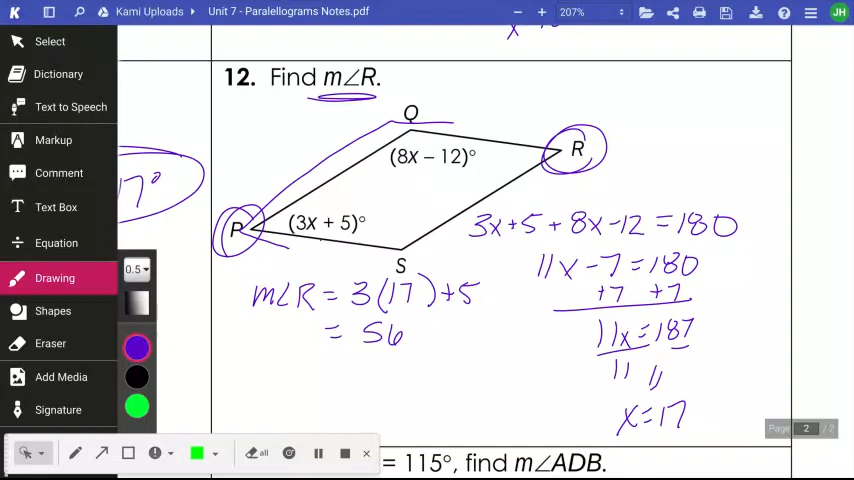 K Kami Uploads ▸ Unit 7 - Paralellograms Notes.pdf 207% JH
Select
Dictionary
Text to Speech
Markup
Comment
Text Box
Equation
Drawing
Shapes
Eraser
Add Media
Signature
0.5
12. Find m∠R.
Q
R
(8x – 12)°
17°
P
(3x + 5)°
S
3x+5 + 8x-12 = 180
11x - 7 = 180
+7 +7
11x = 187
11 11
x = 17
m∠R = 3(17)+5
= 56
Page 2 / 2
all
= 115°, find m∠ADB.